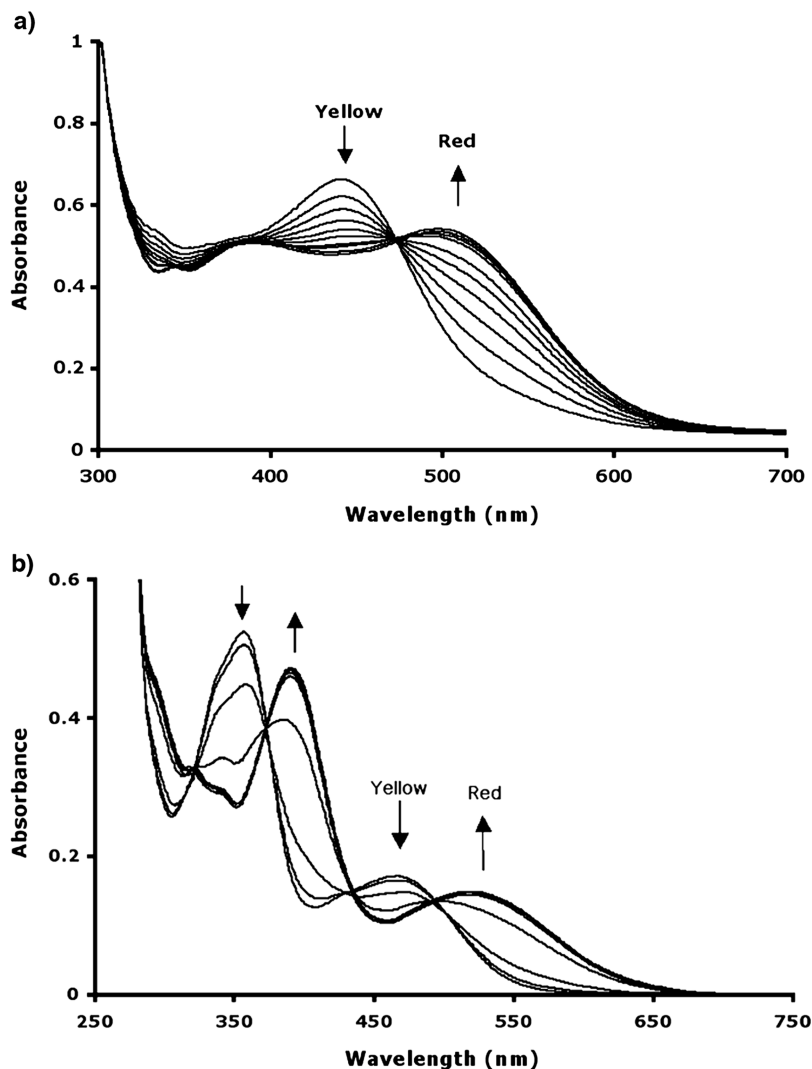 a)
1
0.8
0.6
0.4
0.2
0
Absorbance
Yellow
Red
300 400 500 600 700
Wavelength (nm)
b)
0.6
0.4
0.2
0
Absorbance
Yellow
Red
250 350 450 550 650 750
Wavelength (nm)